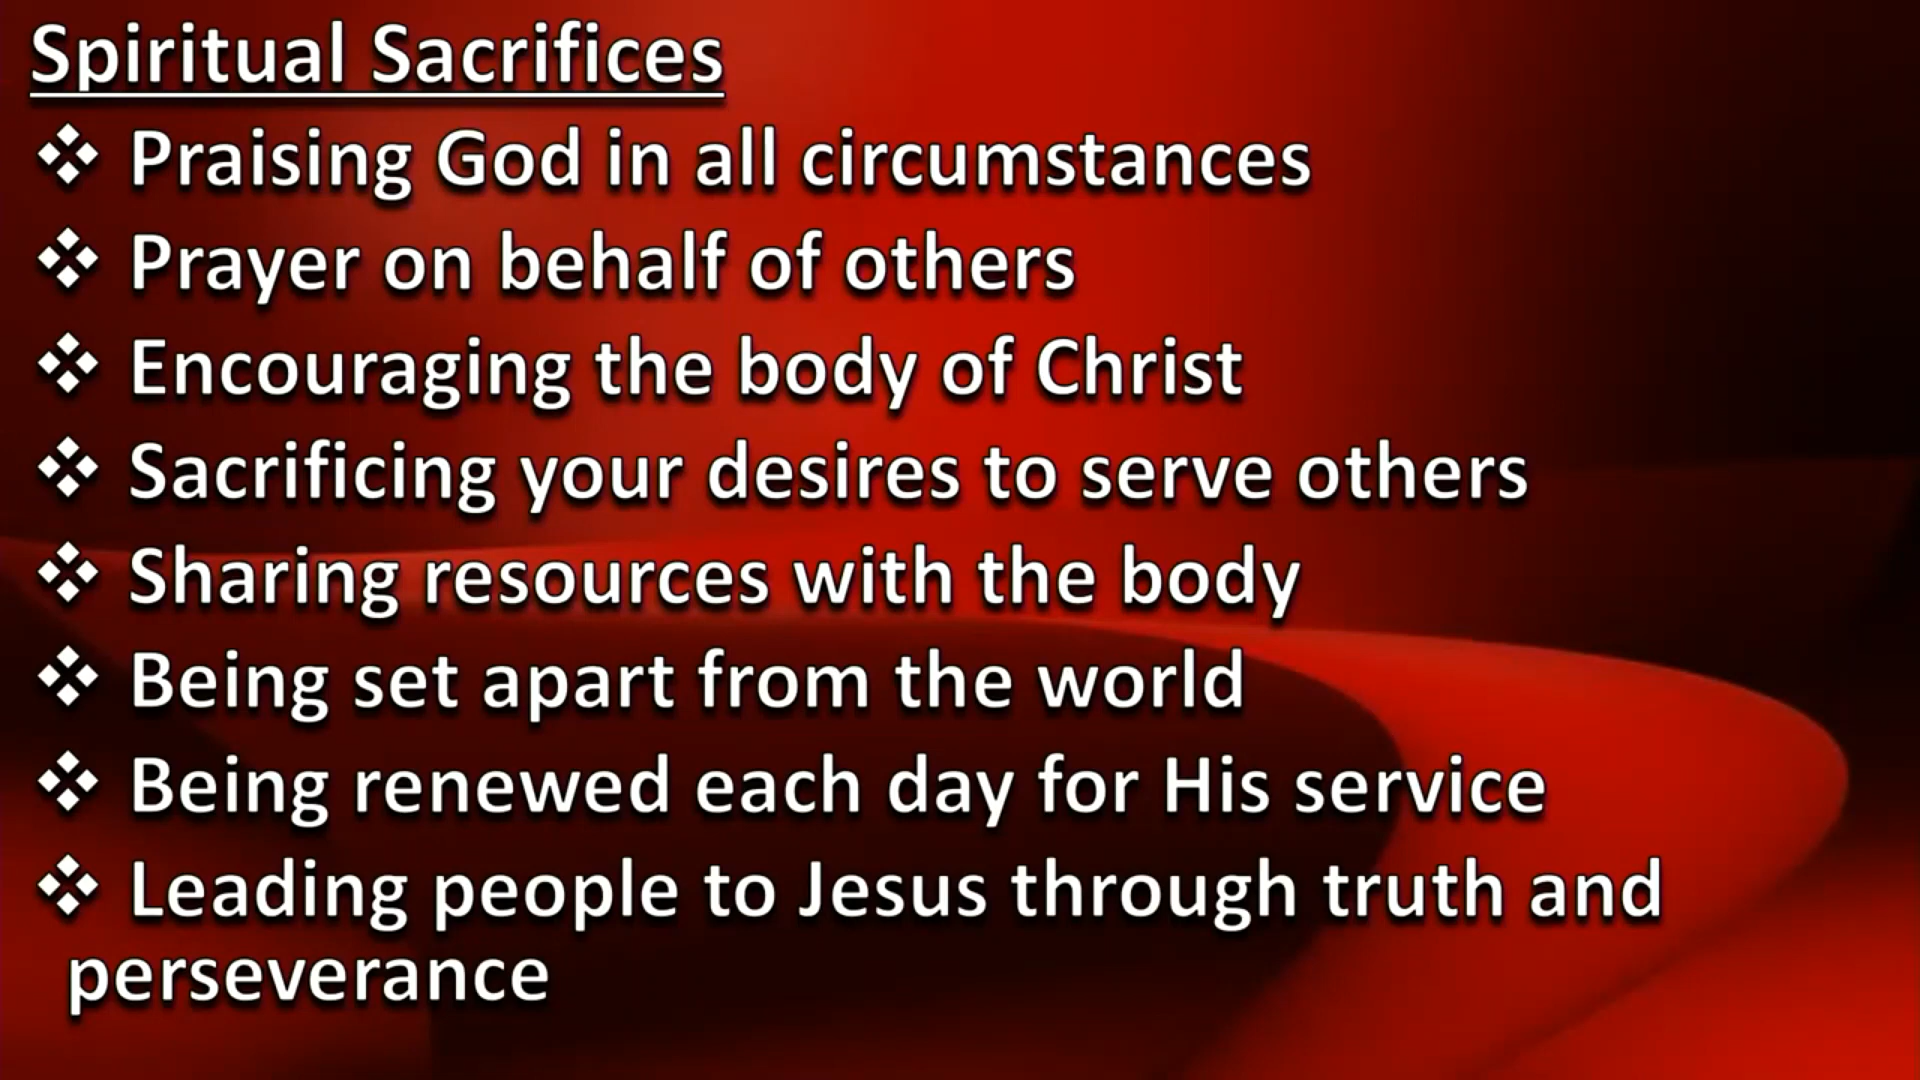 Spiritual Sacrifices
❖ Praising God in all circumstances
❖ Prayer on behalf of others
❖ Encouraging the body of Christ
❖ Sacrificing your desires to serve others
❖ Sharing resources with the body
❖ Being set apart from the world
❖ Being renewed each day for His service
❖ Leading people to Jesus through truth and
perseverance